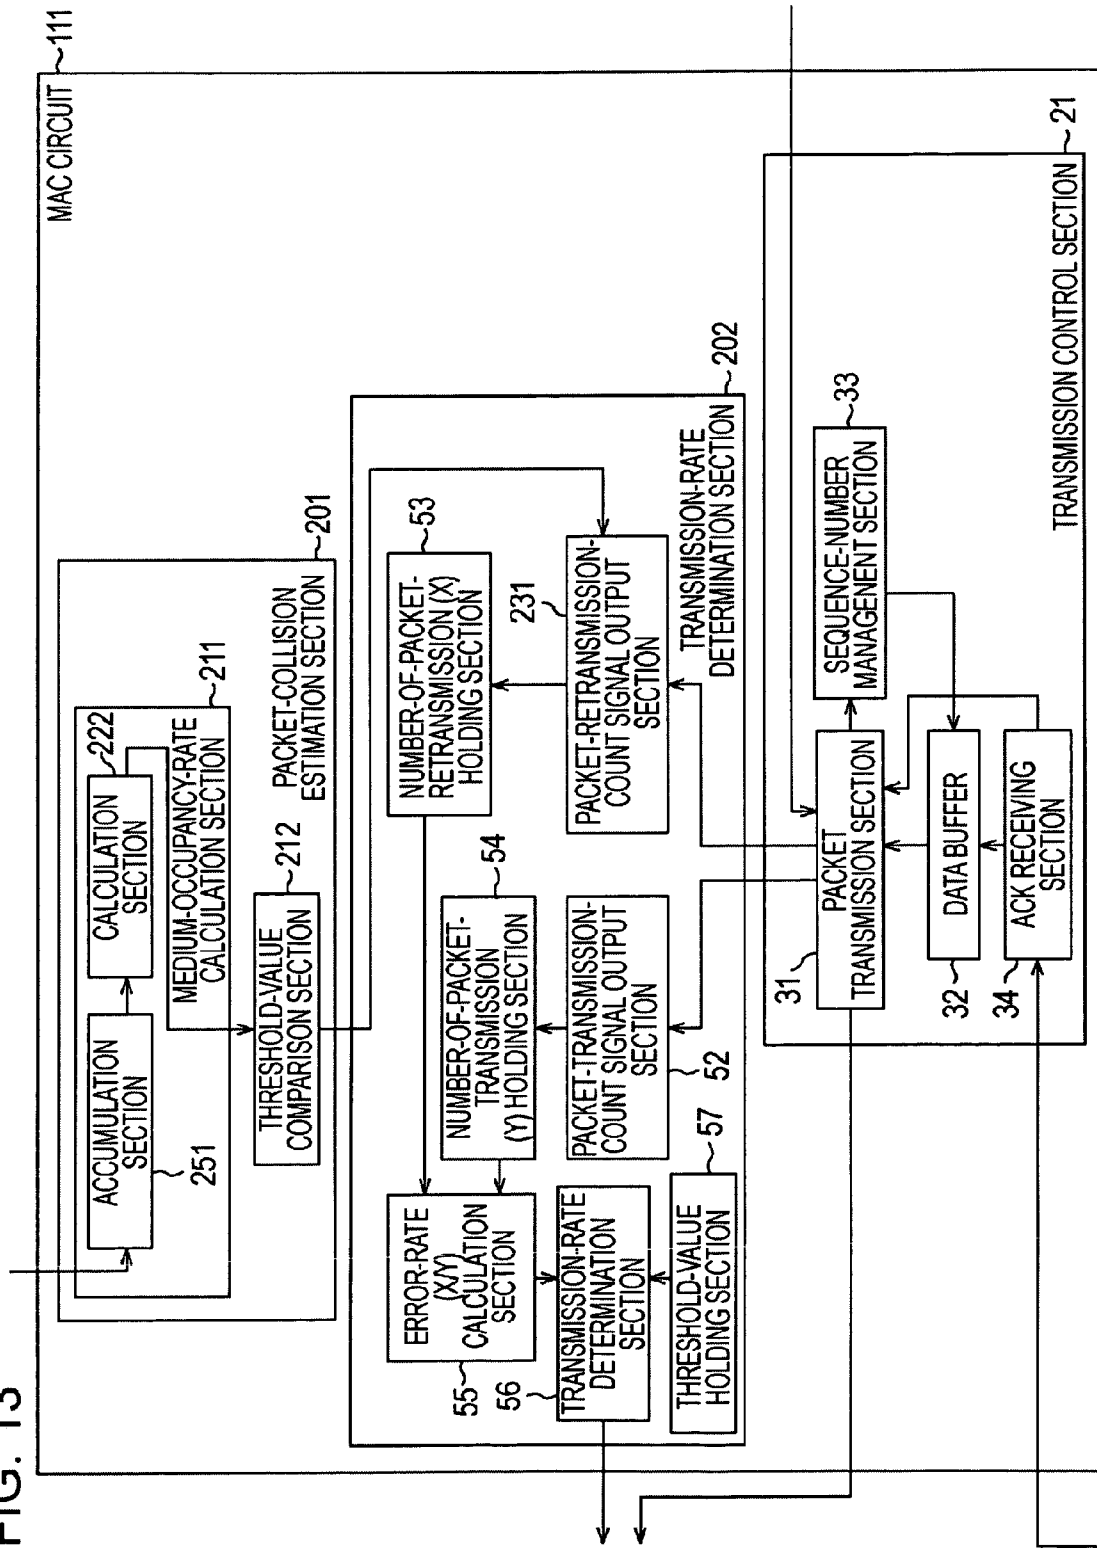 FIG. 13
MAC CIRCUIT
111
ACCUMULATION
SECTION
251
CALCULATION
SECTION
222
MEDIUM-OCCUPANCY-RATE
CALCULATION SECTION
211
THRESHOLD-VALUE
COMPARISON SECTION
212
PACKET-COLLISION
ESTIMATION SECTION
201
ERROR-RATE
(X/Y)
CALCULATION
SECTION
55
NUMBER-OF-PACKET-
RETRANSMISSION (X)
HOLDING SECTION
53
NUMBER-OF-PACKET-
TRANSMISSION
(Y) HOLDING SECTION
54
TRANSMISSION-RATE
DETERMINATION
SECTION
56
PACKET-TRANSMISSION-
COUNT SIGNAL OUTPUT
SECTION
52
PACKET-RETRANSMISSION-
COUNT SIGNAL OUTPUT
SECTION
231
THRESHOLD-VALUE
HOLDING SECTION
57
TRANSMISSION-RATE
DETERMINATION SECTION
202
PACKET
TRANSMISSION SECTION
31
SEQUENCE-NUMBER
MANAGENENT SECTION
33
DATA BUFFER
32
ACK RECEIVING
SECTION
34
TRANSMISSION CONTROL SECTION
21